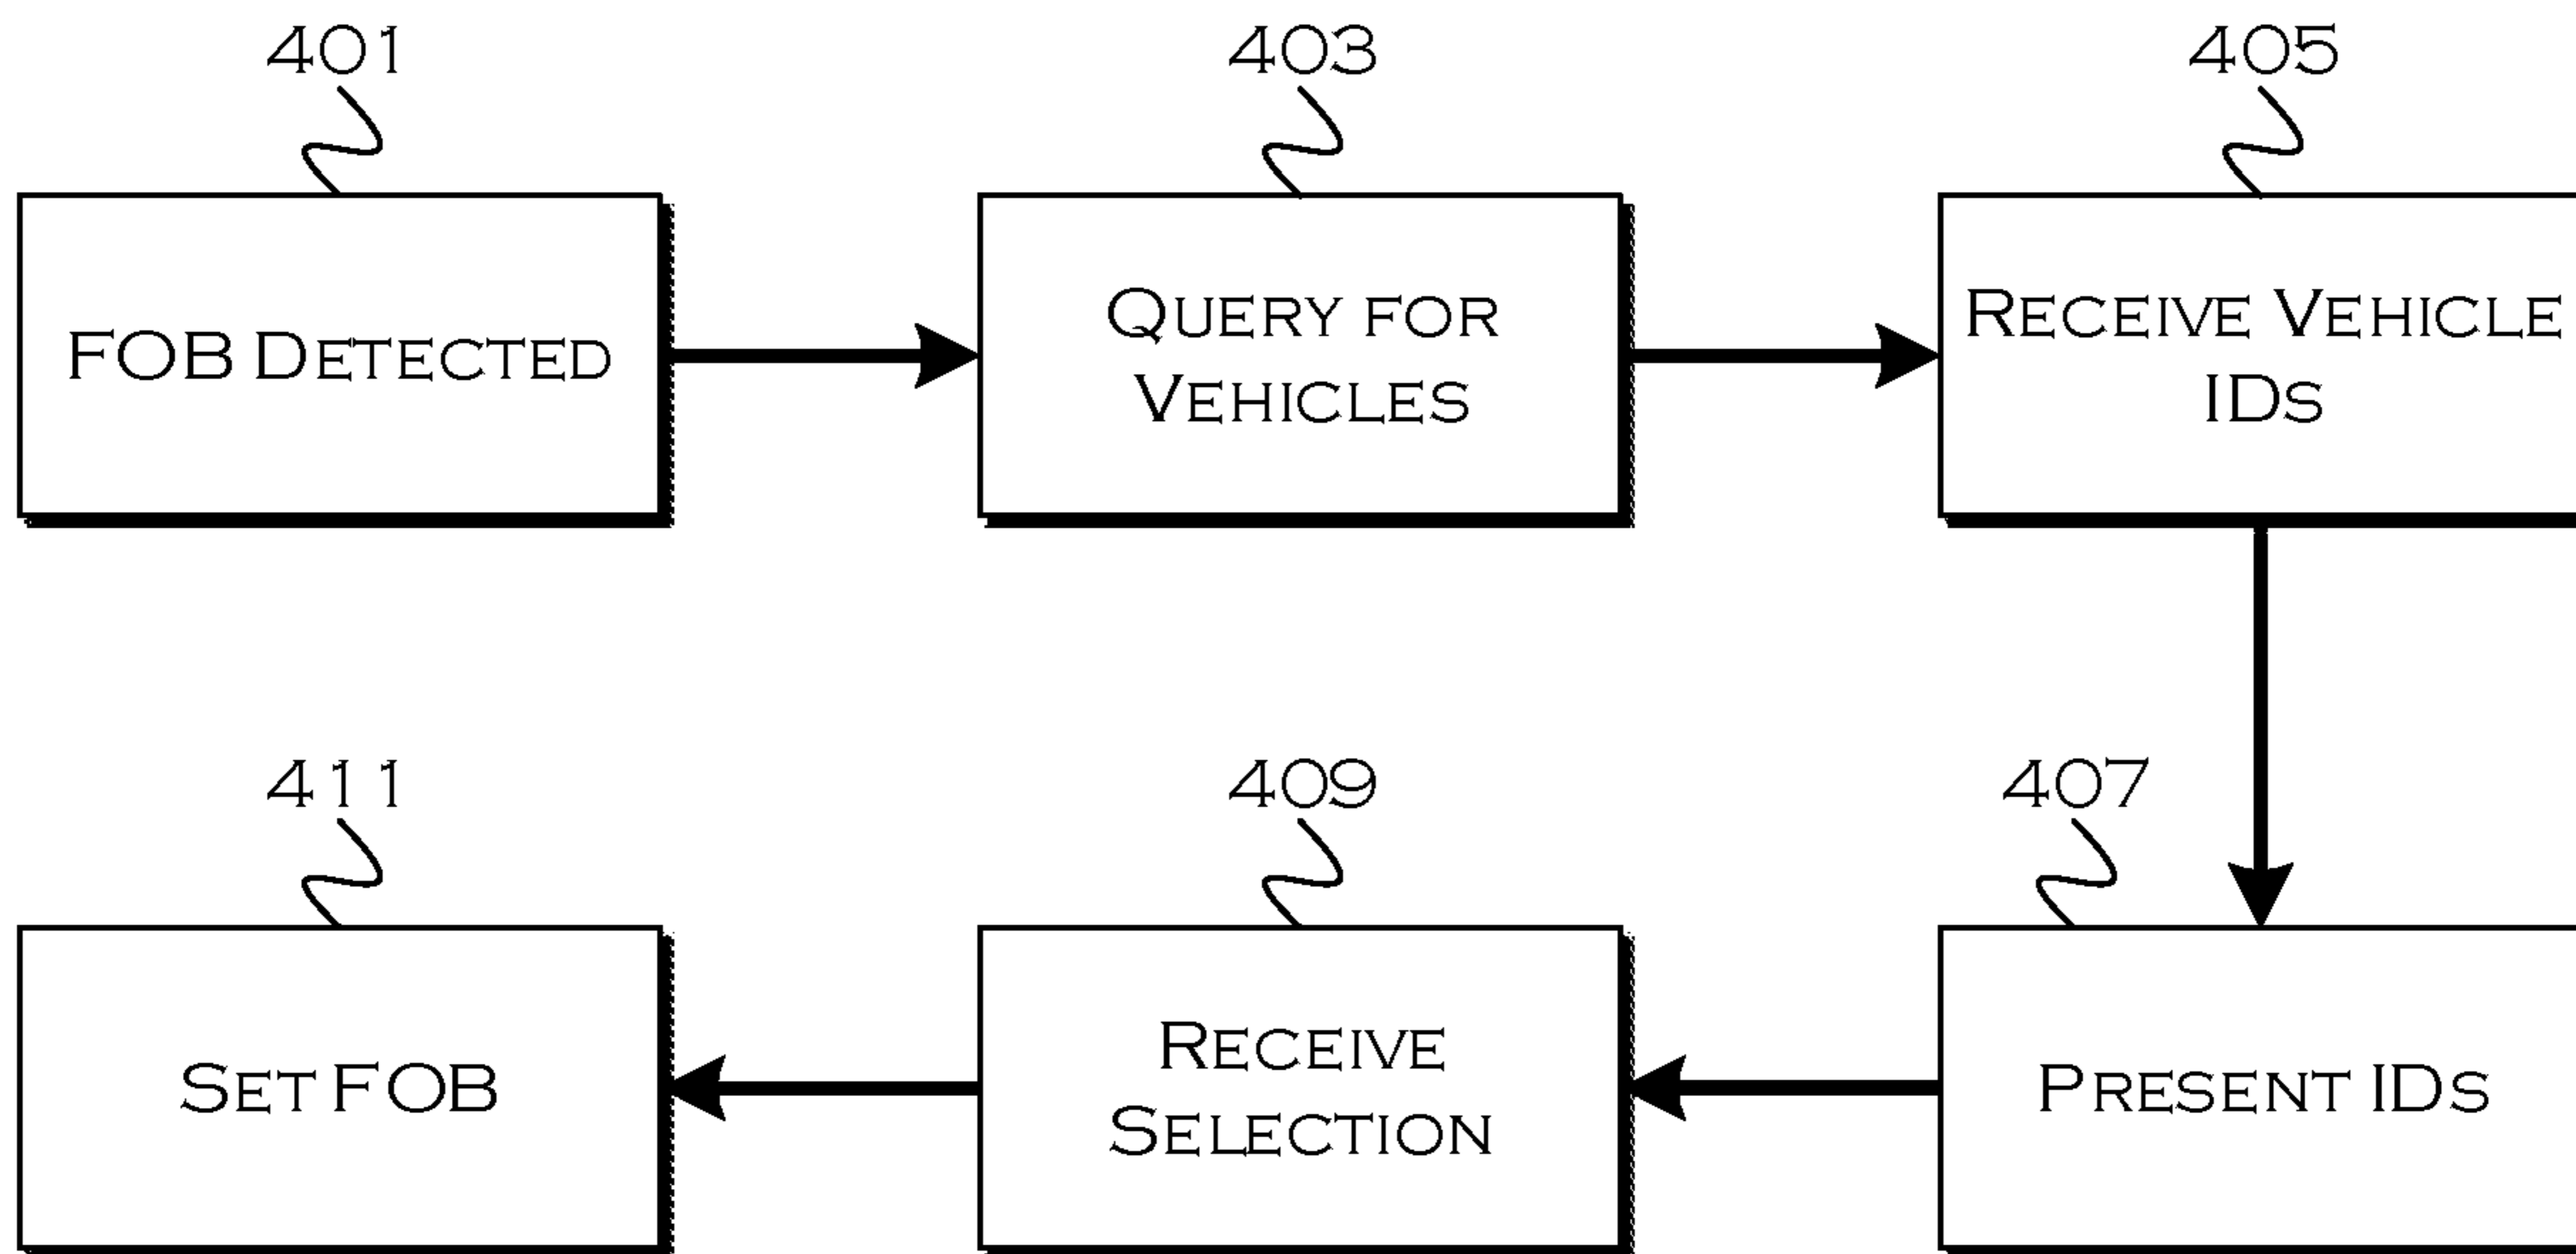 401
403
405
FOB DETECTED
QUERY FOR
VEHICLES
RECEIVE VEHICLE
IDS
411
409
407
SET FOB
RECEIVE
SELECTION
PRESENT IDS